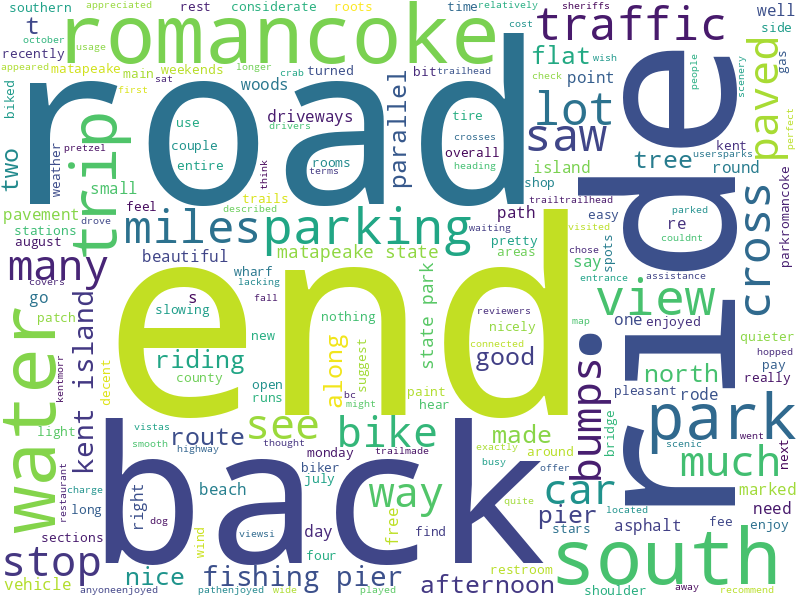 southern appreciated considerate roots time relatively sheriffs
t romancoke traffic well
october rest cost side
recently matapeake main weekends longer turned bit flat wish gas
appeared usage crab trailhead point check people scenery
first sat woods
biked road lot paved
driveways tire
pretzel use drivers parallel saw perfect
two weather couple think crosses tree kent
entire rooms overall island round usersparks
trip small terms heading shop
feel trails trailtrailhead ride
pavement drove described path re parked
stations miles parking waiting easy visited couldnt
august pretty say chose cross parkromancoke
many beautiful matapeake state areas spots entrance assistance
covers wharf lacking
go s fall state park view
water patch slowing nothing reviewers map hopped
kent island new nicely one enjoyed quieter
kentmorr riding along suggest good connected north pay
county open hear bumps pleasant rode really
runs bc paint end
decent might
light vistas see bike made park
route smooth thought monday trailmade exactly around bridge scenic went
highway biker busy much next
restaurant charge right beach july way offer car marked
long dog viewsi free find quite located need
sections day pier fee enjoy
back wind stars asphalt
stop four restroom south
nice fishing pier afternoon shoulder away
vehicle anyoneenjoyed pathenjoyed wide played recommend